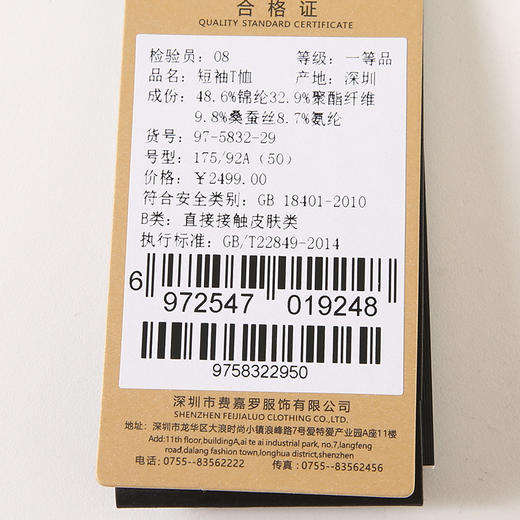 合格证
QUALITY STANDARD CERTIFICATE
检验员：08 等级：一等品
品名：短袖T恤 产地：深圳
成份：48.6%锦纶32.9%聚酯纤维
9.8%桑蚕丝8.7%氨纶
货号：97-5832-29
号型：175/92A（50）
价格：￥2499.00
符合安全类别：GB 18401-2010
B类：直接接触皮肤类
执行标准：GB/T22849-2014
6 972547 019248
9758322950
深圳市费嘉罗服饰有限公司
SHENZHEN FEIJIALUO CLOTHING CO.,LTD.
地址：深圳市龙华区大浪时尚小镇浪峰路7号爱特爱产业园A座11楼
Add:11th floor,buildingA,ai te ai industrial park, no.7,langfeng
road,dalang fashion town,longhua district,shenzhen
电话：0755--83562222 传真：0755--83562456